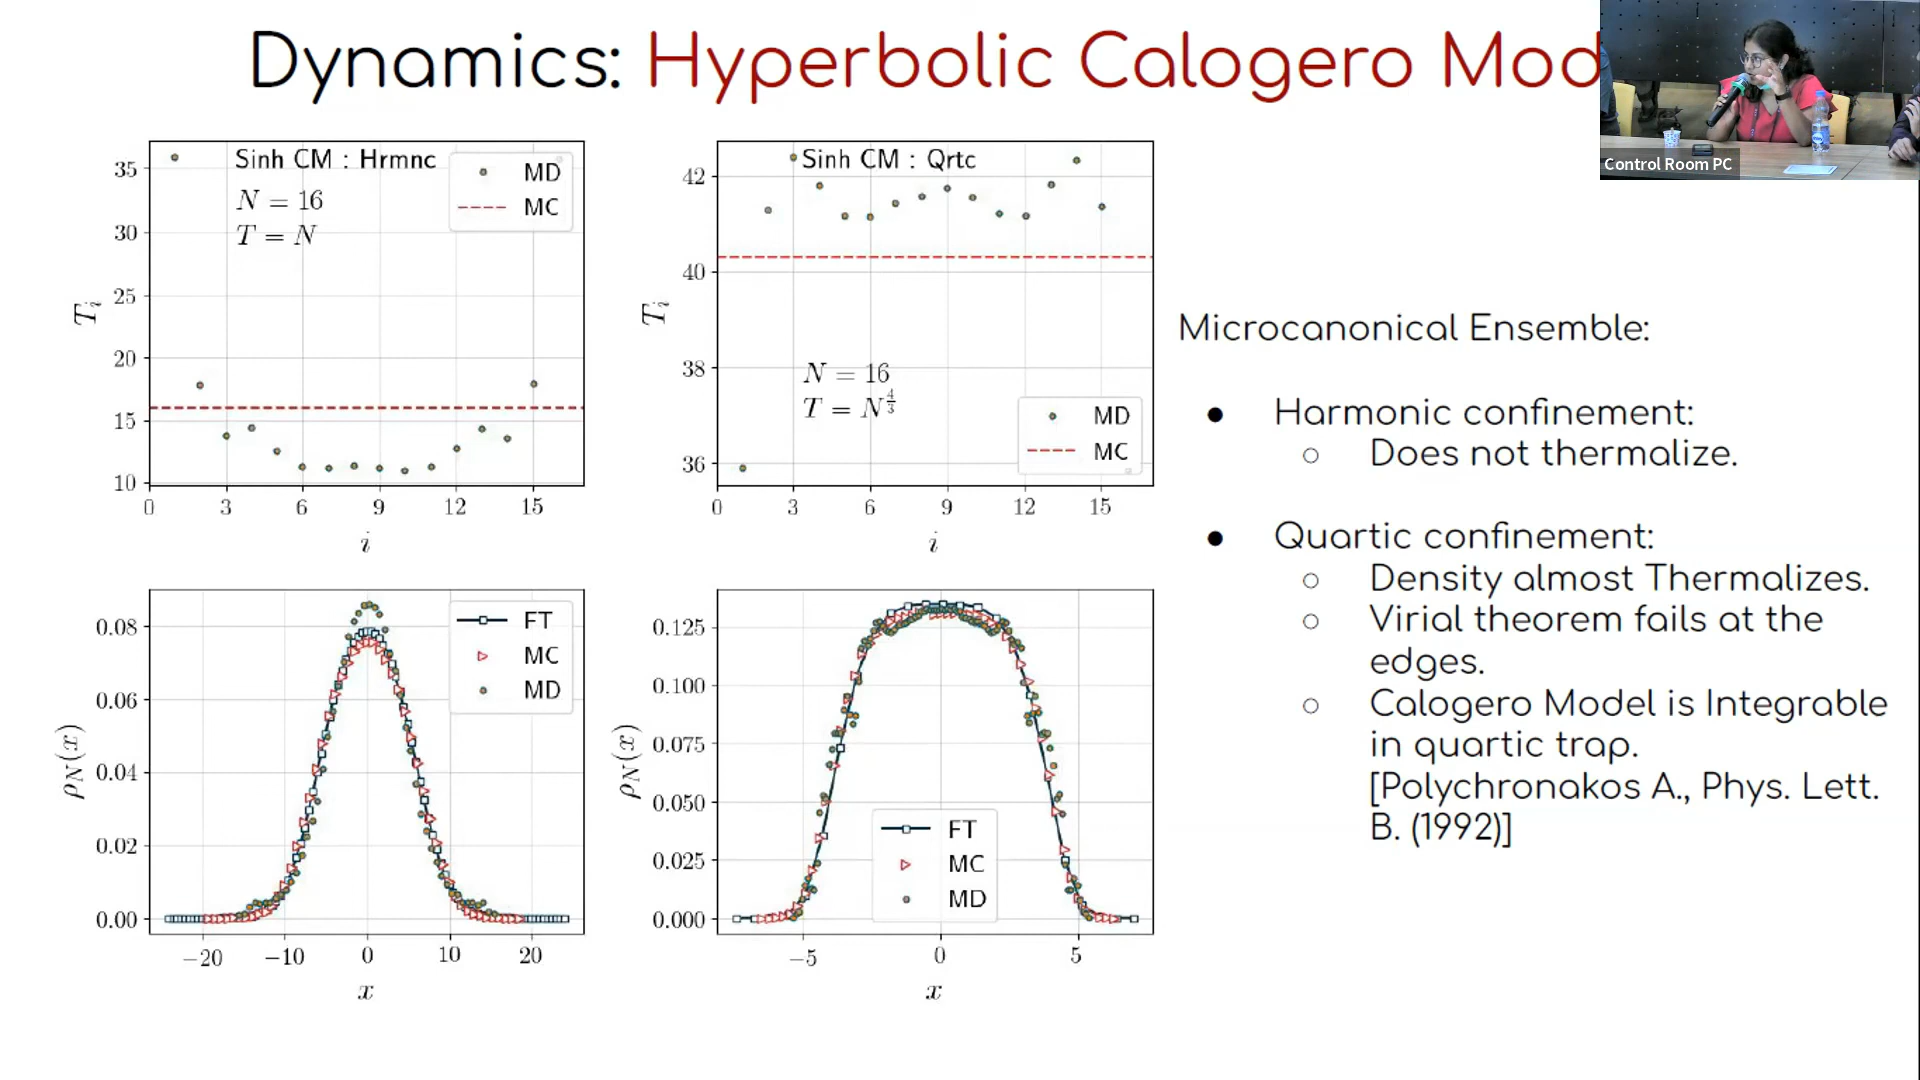 Dynamics: Hyperbolic Calogero Mod
Control Room PC
Sinh CM : Hrmnc
N = 16
T = N
MD
MC
35
30
25
20
15
10
T_i
0 3 6 9 12 15
i
Sinh CM : Qrtc
42
40
38
36
T_i
N = 16
T = N^{4/3}
MD
MC
0 3 6 9 12 15
i
FT
MC
MD
0.08
0.06
0.04
0.02
0.00
ρ_N(x)
−20 −10 0 10 20
x
0.125
0.100
0.075
0.050
0.025
0.000
ρ_N(x)
FT
MC
MD
−5 0 5
x
Microcanonical Ensemble:
● Harmonic confinement:
○ Does not thermalize.
● Quartic confinement:
○ Density almost Thermalizes.
○ Virial theorem fails at the
edges.
○ Calogero Model is Integrable
in quartic trap.
[Polychronakos A., Phys. Lett.
B. (1992)]